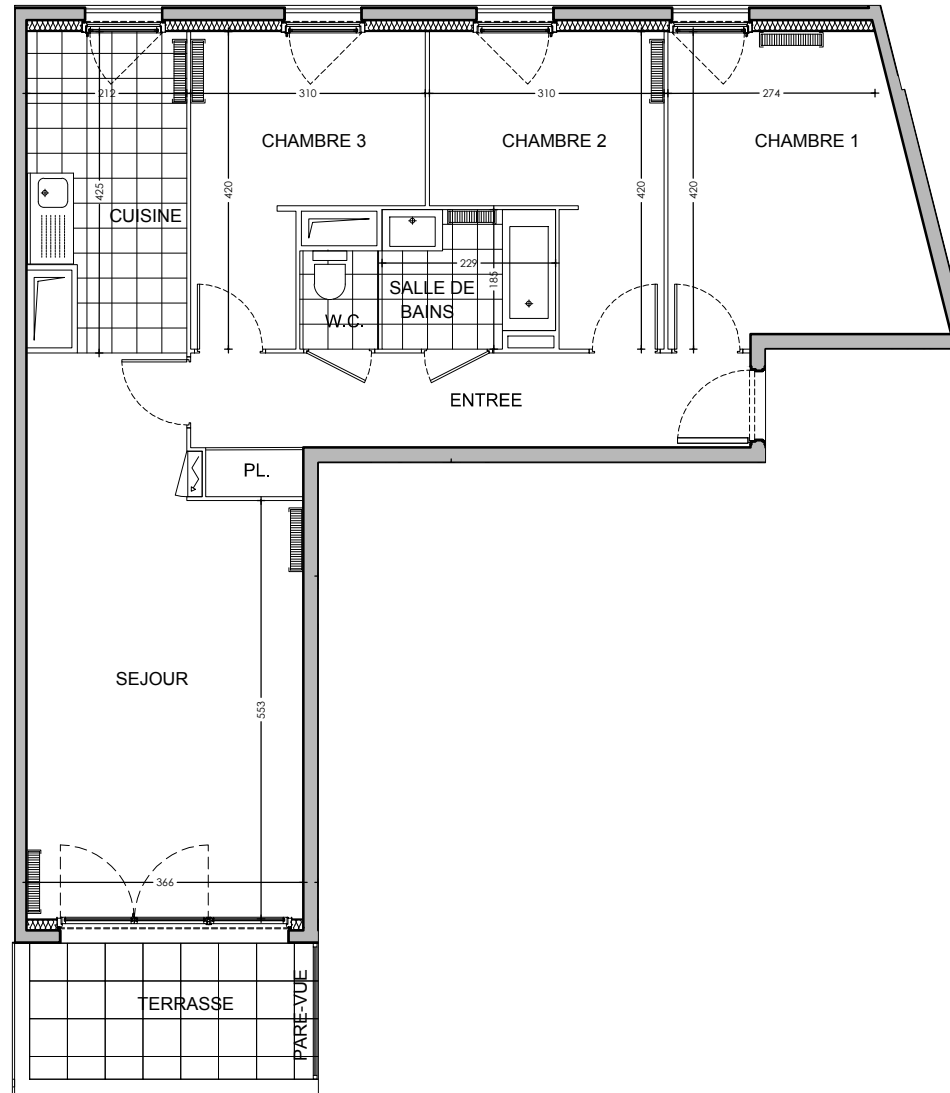 212
310
310
274
CHAMBRE 3
CHAMBRE 2
CHAMBRE 1
425
420
420
420
CUISINE
229
185
SALLE DE
BAINS
W.C.
ENTREE
PL.
SEJOUR
553
366
TERRASSE
PARE-VUE